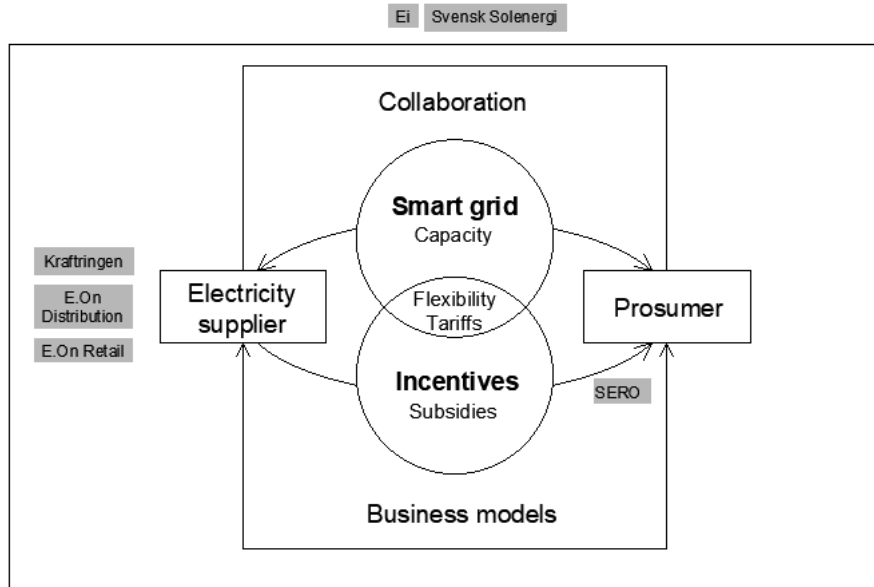 Ei
Svensk Solenergi
Collaboration
Smart grid
Capacity
Kraftringen
E.On
Distribution
E.On Retail
Electricity
supplier
Flexibility
Tariffs
Prosumer
Incentives
Subsidies
SERO
Business models